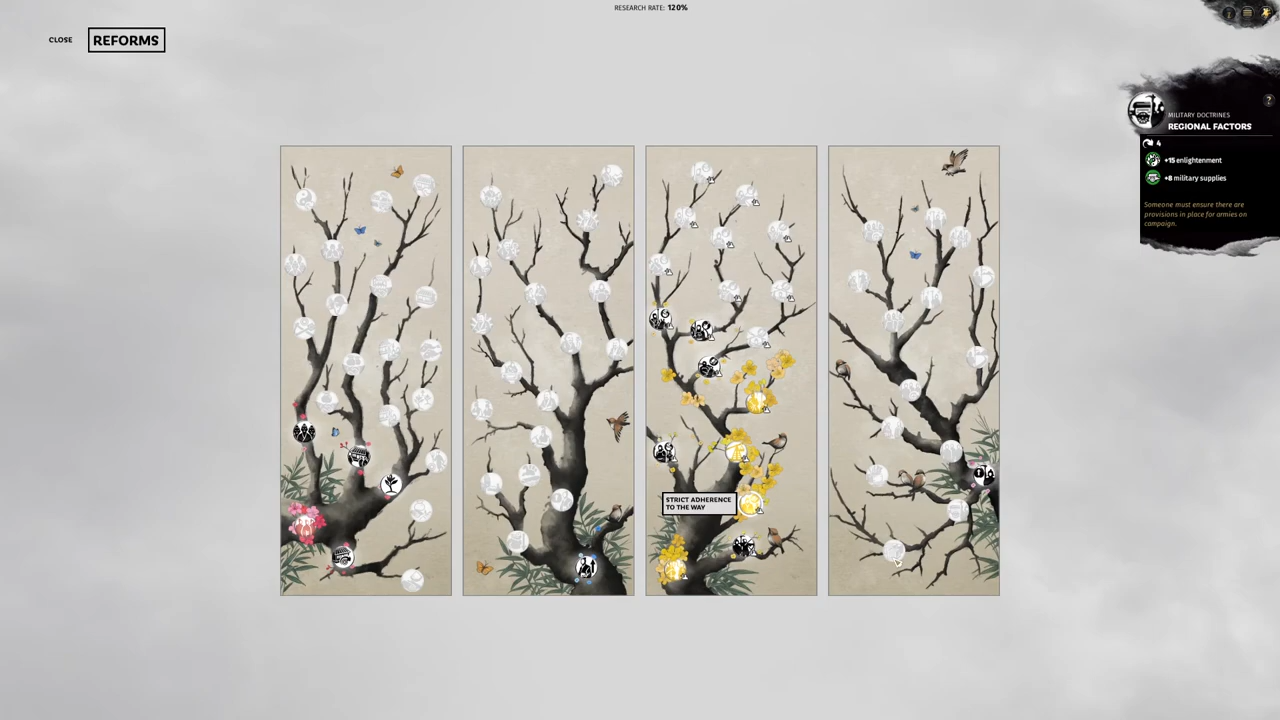 RESEARCH RATE: 120%
CLOSE
REFORMS
?
MILITARY DOCTRINES
REGIONAL FACTORS
4
+15 enlightenment
+8 military supplies
Someone must ensure there are
provisions in place for armies on
campaign.
STRICT ADHERENCE
TO THE WAY